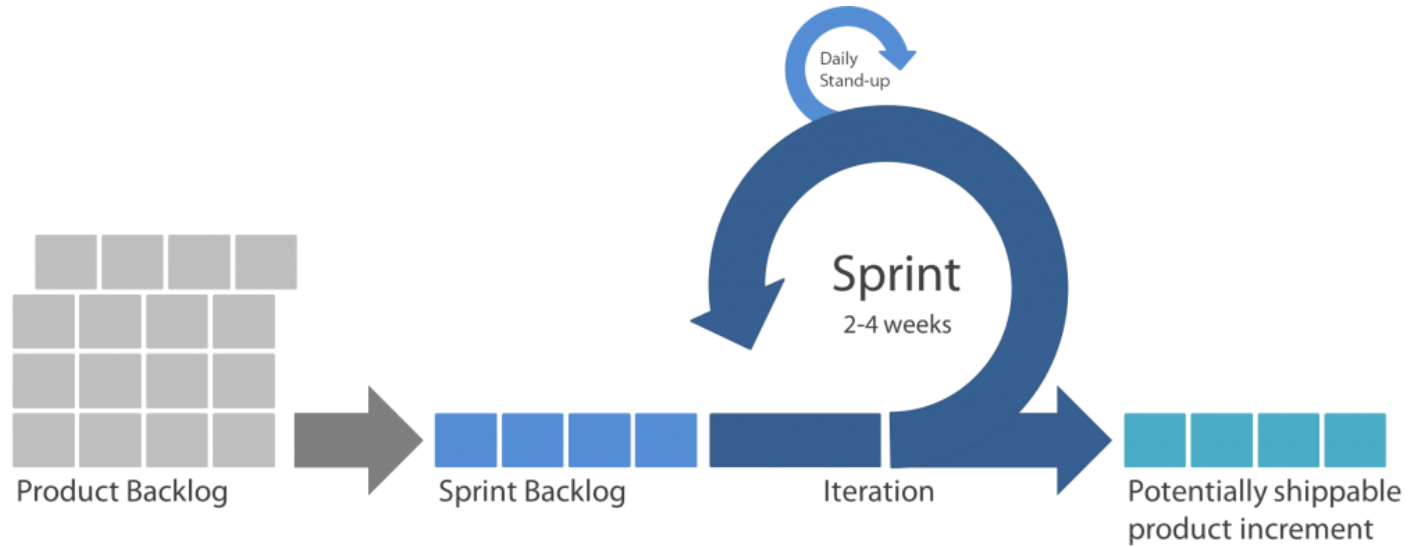 Daily
Stand-up
Sprint
2-4 weeks
Product Backlog
Sprint Backlog
Iteration
Potentially shippable
product increment